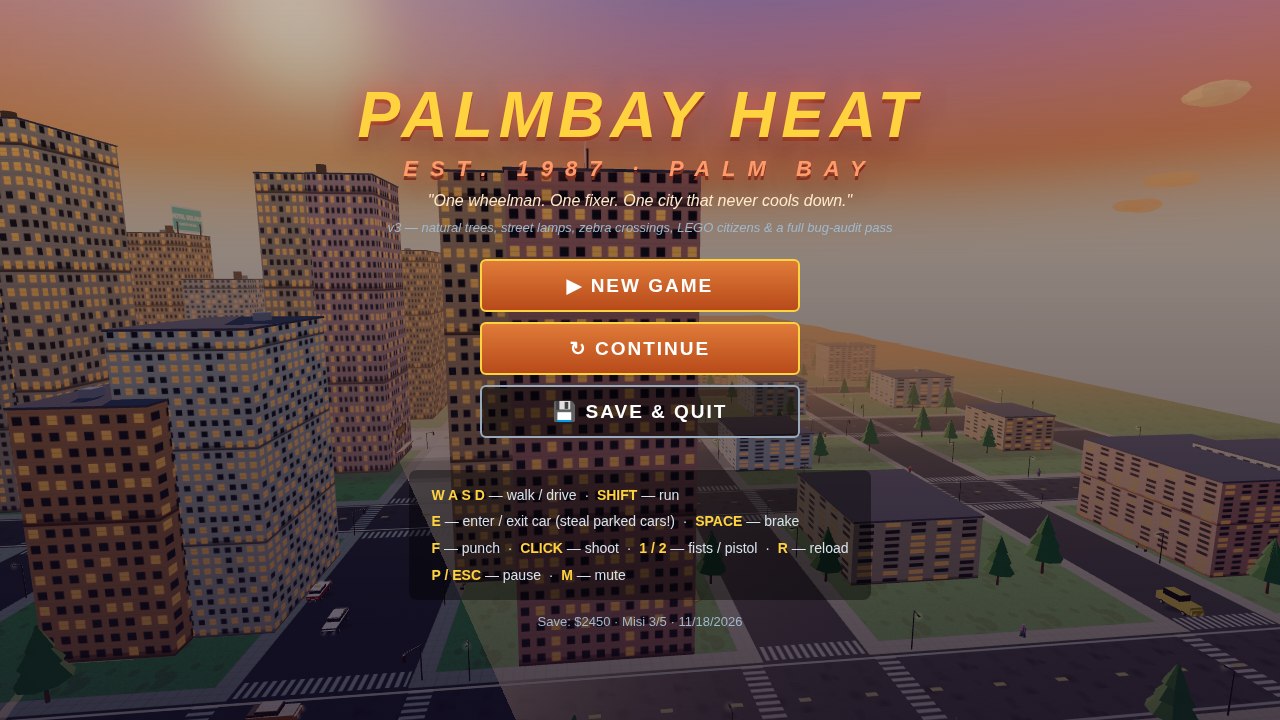 PALMBAY HEAT
EST. 1987 · PALM BAY
"One wheelman. One fixer. One city that never cools down."
v3 — natural trees, street lamps, zebra crossings, LEGO citizens & a full bug-audit pass
▶ NEW GAME
↻ CONTINUE
💾 SAVE & QUIT
W A S D — walk / drive · SHIFT — run
E — enter / exit car (steal parked cars!) · SPACE — brake
F — punch · CLICK — shoot · 1 / 2 — fists / pistol · R — reload
P / ESC — pause · M — mute
Save: $2450 · Misi 3/5 · 11/18/2026